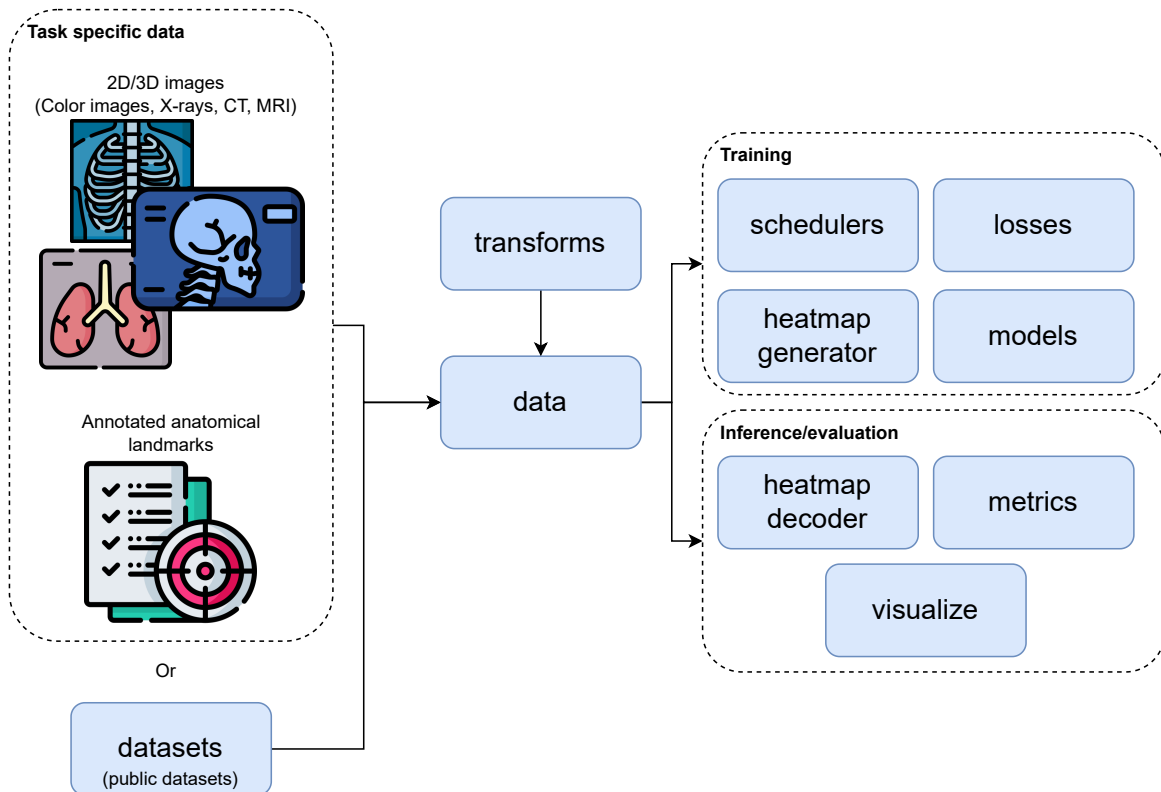 Task specific data
2D/3D images
(Color images, X-rays, CT, MRI)
Annotated anatomical
landmarks
Or
datasets
(public datasets)
transforms
data
Training
schedulers
losses
heatmap
generator
models
Inference/evaluation
heatmap
decoder
metrics
visualize